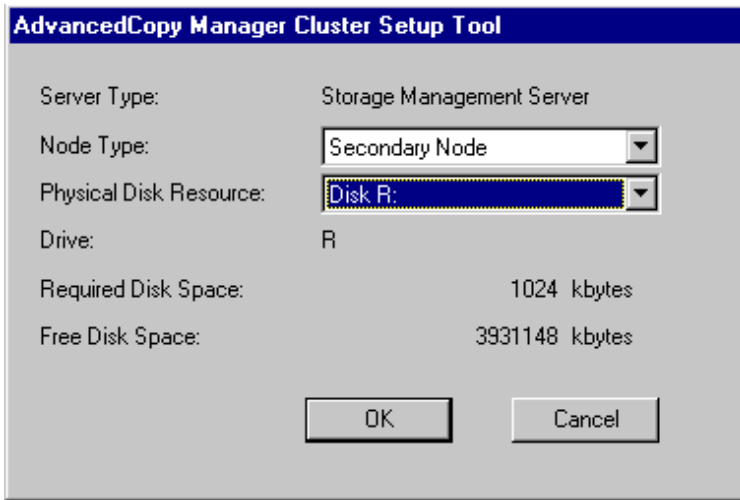 AdvancedCopy Manager Cluster Setup Tool
Server Type: Storage Management Server
Node Type: Secondary Node
Physical Disk Resource: Disk R:
Drive: R
Required Disk Space: 1024 kbytes
Free Disk Space: 3931148 kbytes
OK Cancel